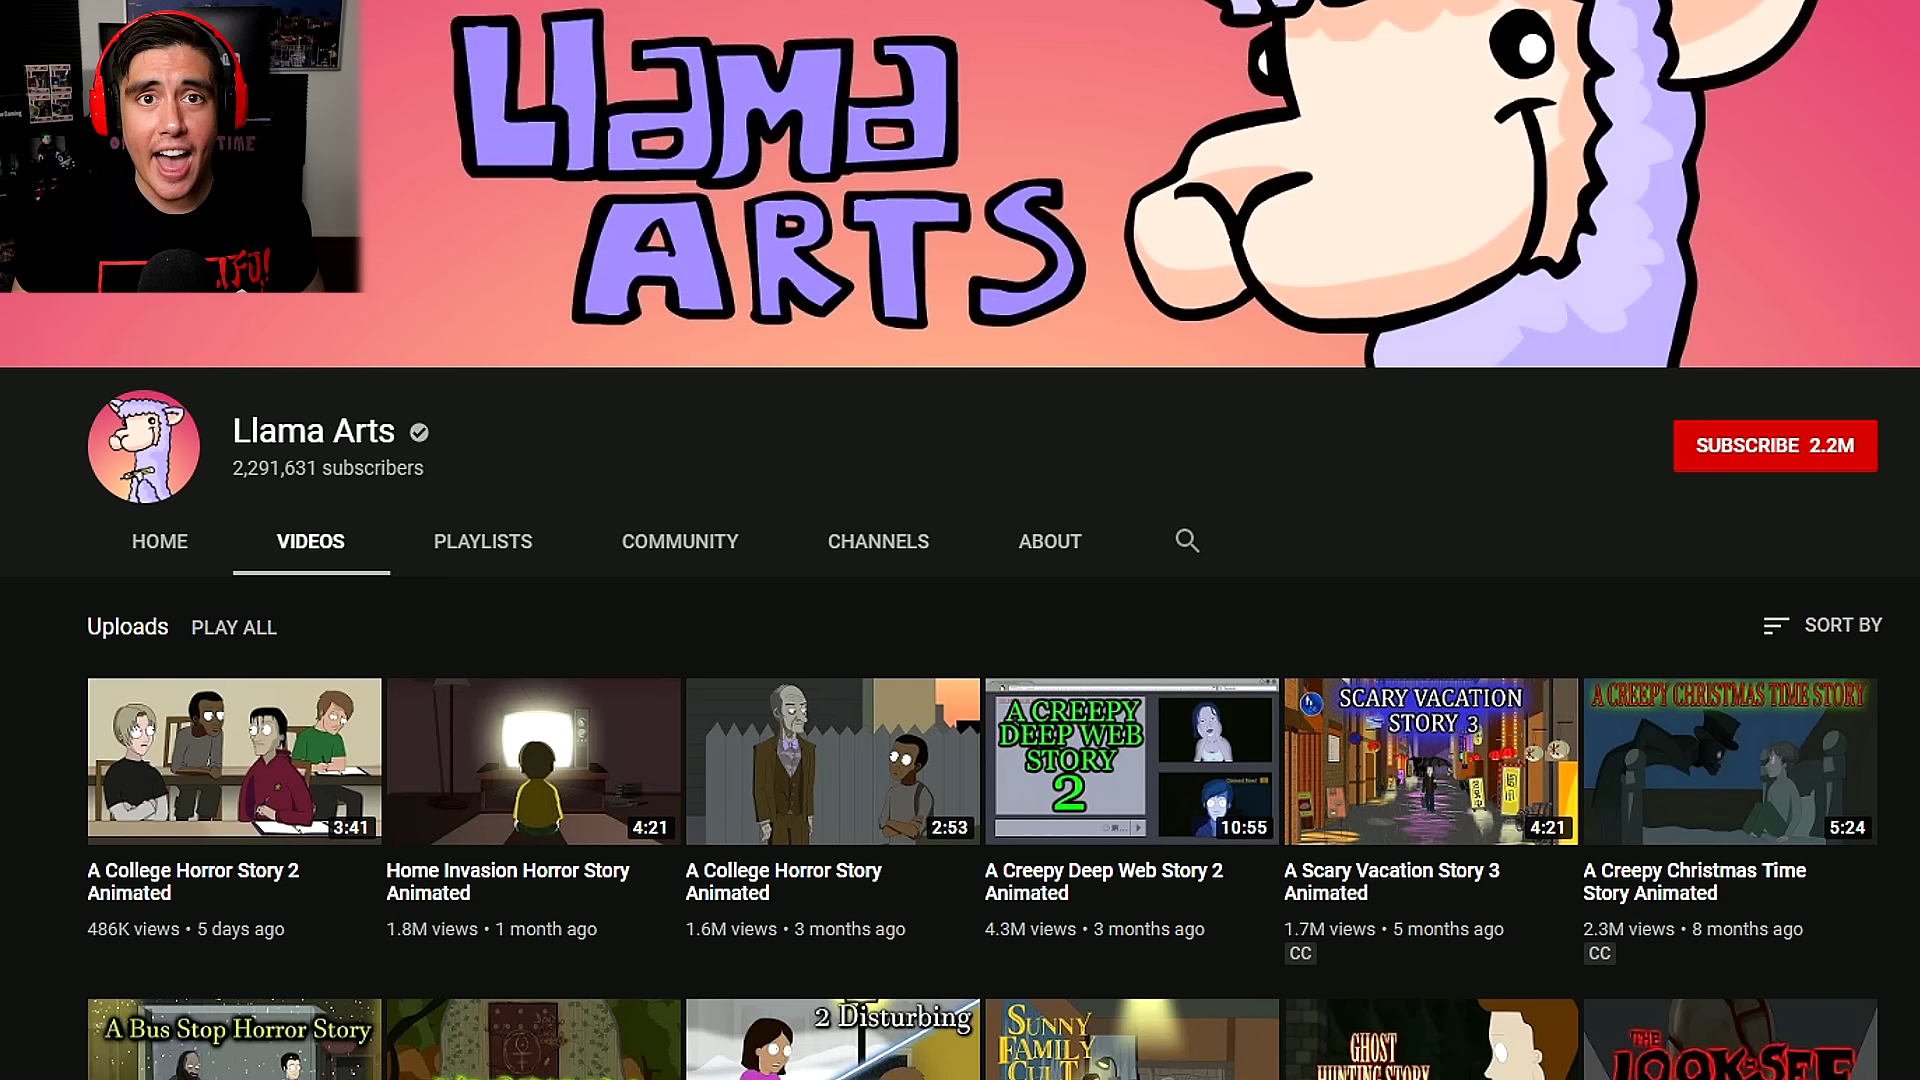 Llama
ARTS
TIME
Llama Arts
2,291,631 subscribers
SUBSCRIBE 2.2M
HOME
VIDEOS
PLAYLISTS
COMMUNITY
CHANNELS
ABOUT
Uploads
PLAY ALL
SORT BY
3:41
4:21
2:53
A CREEPY
DEEP WEB
STORY
2
10:55
SCARY VACATION
STORY 3
4:21
A CREEPY CHRISTMAS TIME STORY
5:24
A College Horror Story 2
Animated
486K views • 5 days ago
Home Invasion Horror Story
Animated
1.8M views • 1 month ago
A College Horror Story
Animated
1.6M views • 3 months ago
A Creepy Deep Web Story 2
Animated
4.3M views • 3 months ago
A Scary Vacation Story 3
Animated
1.7M views • 5 months ago
CC
A Creepy Christmas Time
Story Animated
2.3M views • 8 months ago
CC
A Bus Stop Horror Story
2 Disturbing
SUNNY
FAMILY
CULT
GHOST
HUNTING STORY
THE
LOOK-SEE